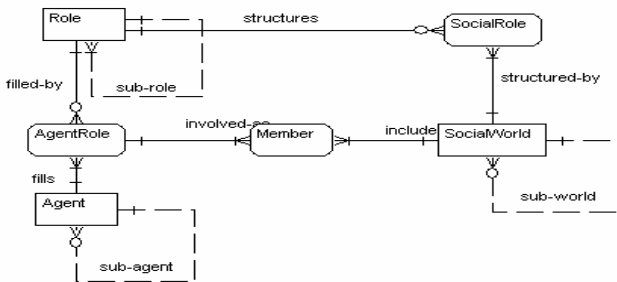 Role
structures
SocialRole
sub-role
filled-by
structured-by
AgentRole
involved-as
Member
include
SocialWorld
fills
Agent
sub-world
sub-agent